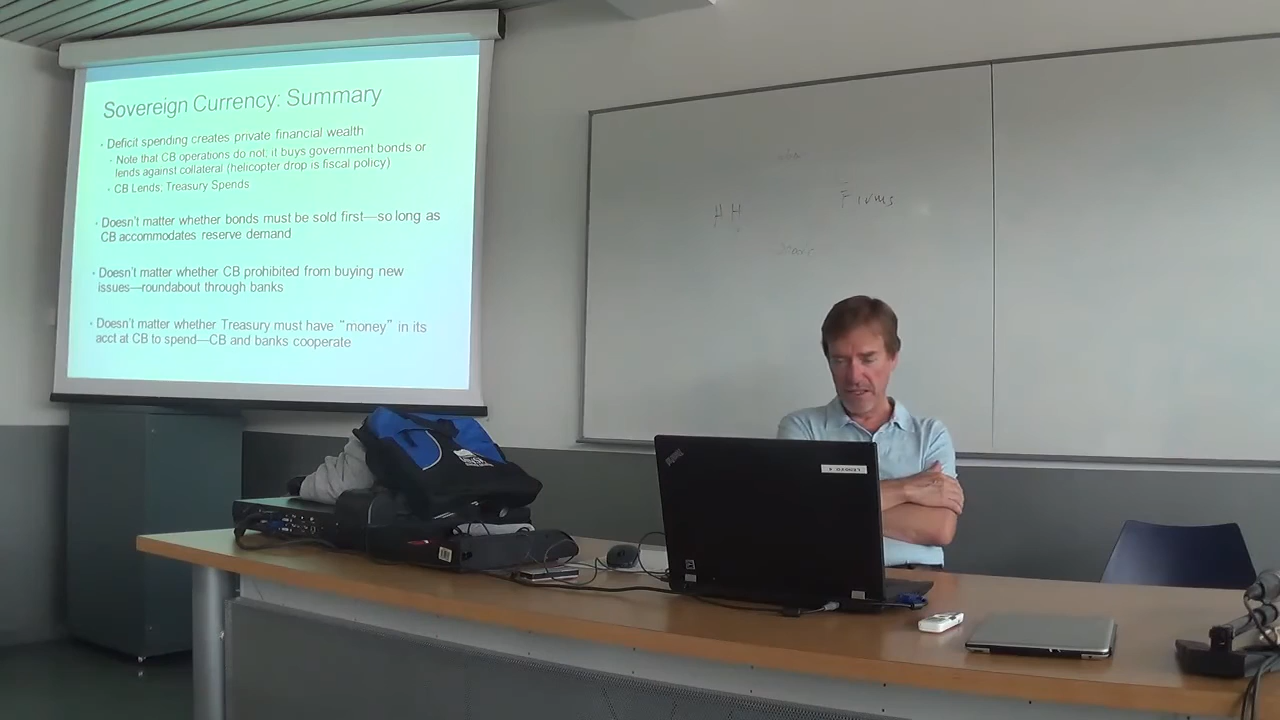 Sovereign Currency: Summary
• Deficit spending creates private financial wealth
• Note that CB operations do not; it buys government bonds or
lends against collateral (helicopter drop is fiscal policy)
• CB Lends, Treasury Spends
• Doesn't matter whether bonds must be sold first—so long as
CB accommodates reserve demand
• Doesn't matter whether CB prohibited from buying new
issues—roundabout through banks
• Doesn't matter whether Treasury must have “money” in its
acct at CB to spend—CB and banks cooperate
Firms
HH
LENOVO 4